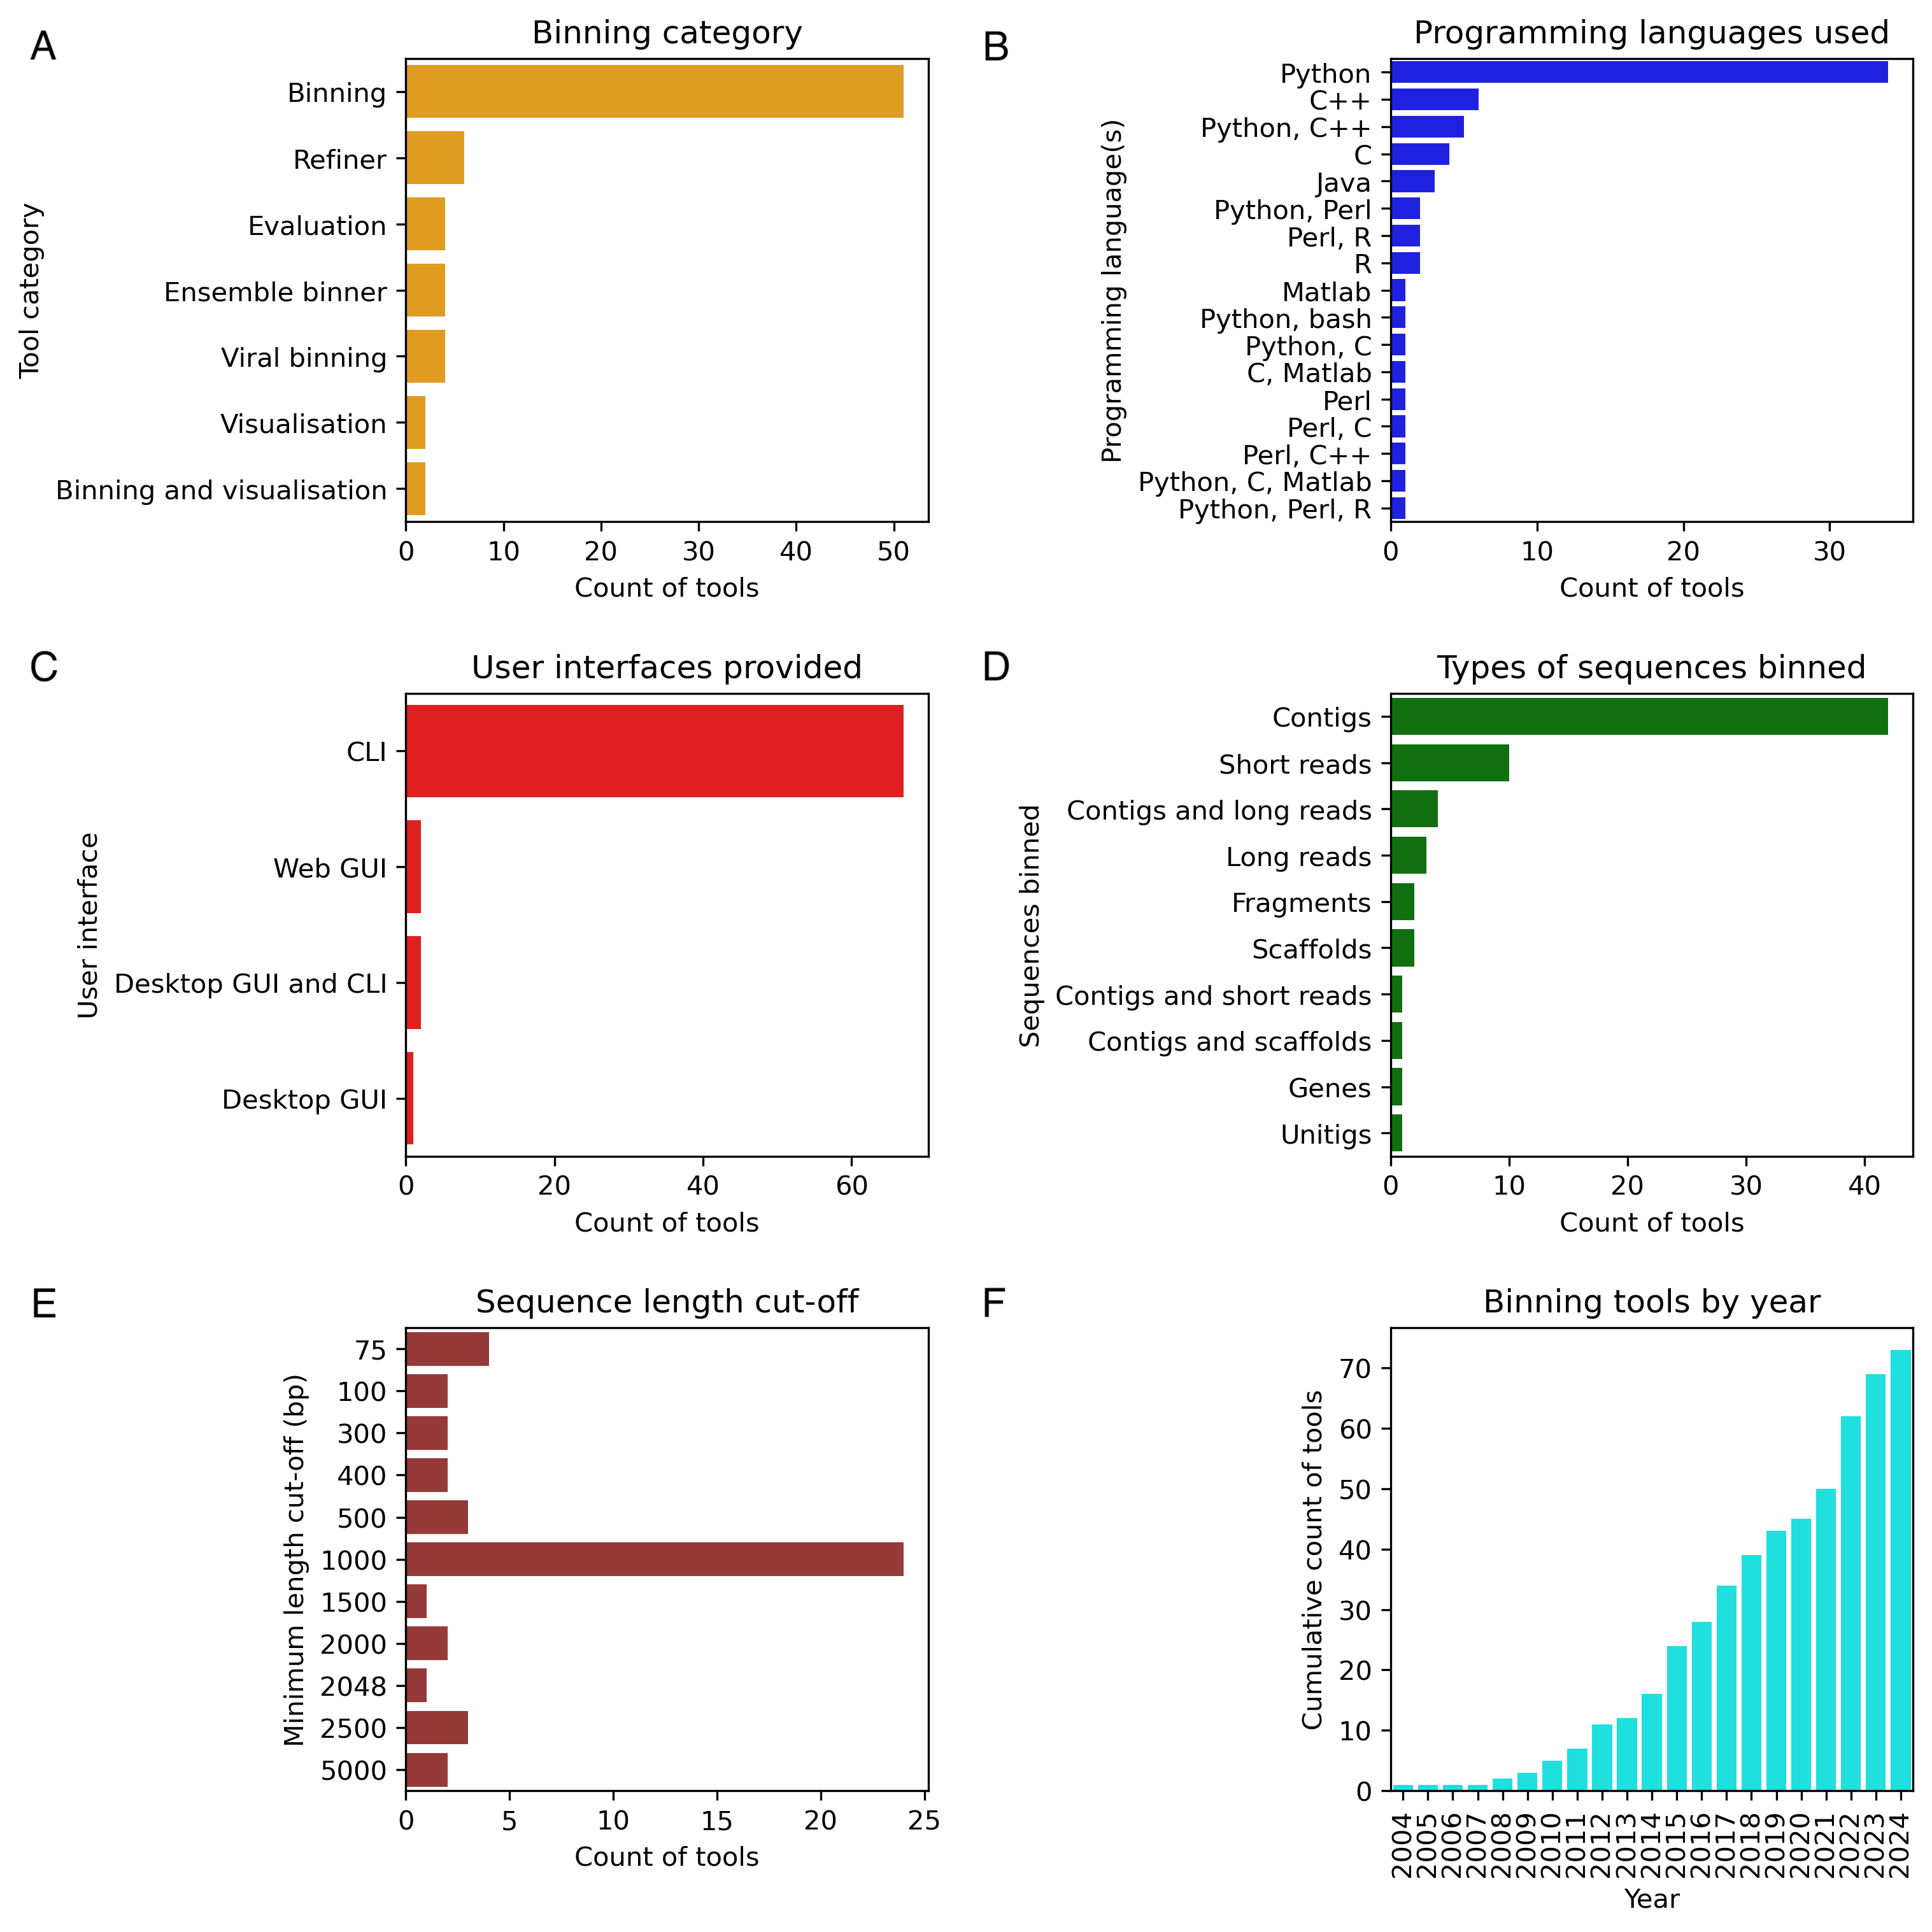 A
Binning category
Tool category
Binning
Refiner
Evaluation
Ensemble binner
Viral binning
Visualisation
Binning and visualisation
0 10 20 30 40 50
Count of tools
B
Programming languages used
Programming language(s)
Python
C++
Python, C++
C
Java
Python, Perl
Perl, R
R
Matlab
Python, bash
Python, C
C, Matlab
Perl
Perl, C
Perl, C++
Python, C, Matlab
Python, Perl, R
0 10 20 30
Count of tools
C
User interfaces provided
User interface
CLI
Web GUI
Desktop GUI and CLI
Desktop GUI
0 20 40 60
Count of tools
D
Types of sequences binned
Sequences binned
Contigs
Short reads
Contigs and long reads
Long reads
Fragments
Scaffolds
Contigs and short reads
Contigs and scaffolds
Genes
Unitigs
0 10 20 30 40
Count of tools
E
Sequence length cut-off
Minimum length cut-off (bp)
75
100
300
400
500
1000
1500
2000
2048
2500
5000
0 5 10 15 20 25
Count of tools
F
Binning tools by year
Cumulative count of tools
70
60
50
40
30
20
10
0
2004 2005 2006 2007 2008 2009 2010 2011 2012 2013 2014 2015 2016 2017 2018 2019 2020 2021 2022 2023 2024
Year